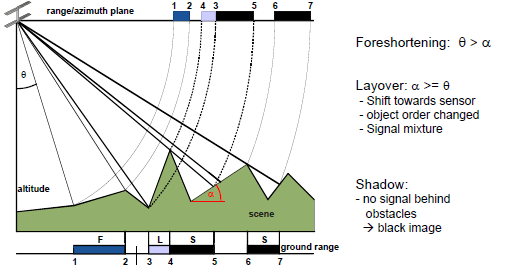 range/azimuth plane
1 2 4 3 5 6 7
θ
altitude
α
scene
F L S S ground range
1 2 3 4 5 6 7
Foreshortening: θ > α
Layover: α >= θ
- Shift towards sensor
- object order changed
- Signal mixture
Shadow:
- no signal behind
obstacles
→ black image